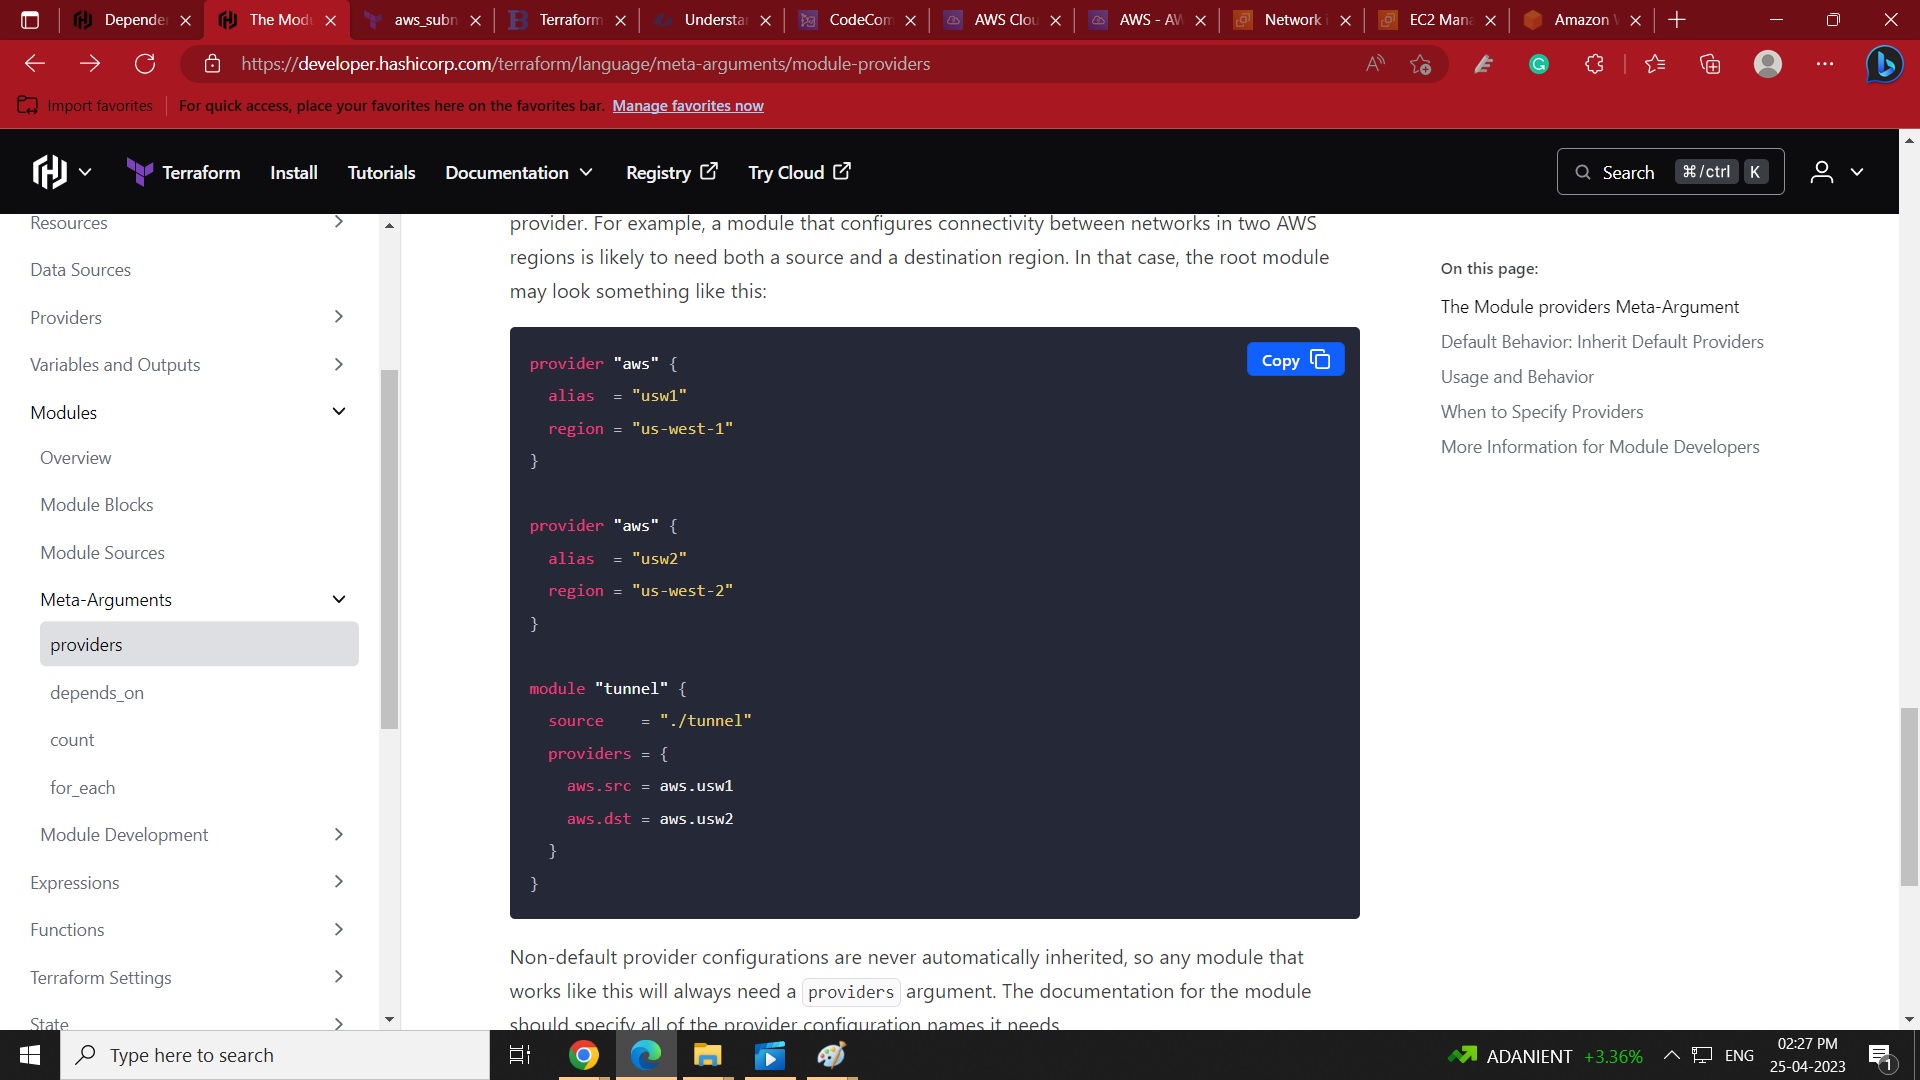 Depende
The Modu
aws_subn
Terraform
Understa
CodeCom
AWS Clou
AWS - AW
Network i
EC2 Mana
Amazon V
https://developer.hashicorp.com/terraform/language/meta-arguments/module-providers
Import favorites
For quick access, place your favorites here on the favorites bar. Manage favorites now
Terraform
Install
Tutorials
Documentation
Registry
Try Cloud
Search
⌘/ctrl
K
Resources
Data Sources
Providers
Variables and Outputs
Modules
Overview
Module Blocks
Module Sources
Meta-Arguments
providers
depends_on
count
for_each
Module Development
Expressions
Functions
Terraform Settings
State
provider. For example, a module that configures connectivity between networks in two AWS
regions is likely to need both a source and a destination region. In that case, the root module
may look something like this:
Copy
provider "aws" {
  alias  = "usw1"
  region = "us-west-1"
}
provider "aws" {
  alias  = "usw2"
  region = "us-west-2"
}
module "tunnel" {
  source    = "./tunnel"
  providers = {
    aws.src = aws.usw1
    aws.dst = aws.usw2
  }
}
Non-default provider configurations are never automatically inherited, so any module that
works like this will always need a providers argument. The documentation for the module
should specify all of the provider configuration names it needs.
On this page:
The Module providers Meta-Argument
Default Behavior: Inherit Default Providers
Usage and Behavior
When to Specify Providers
More Information for Module Developers
Type here to search
ADANIENT +3.36%
ENG
02:27 PM
25-04-2023
1